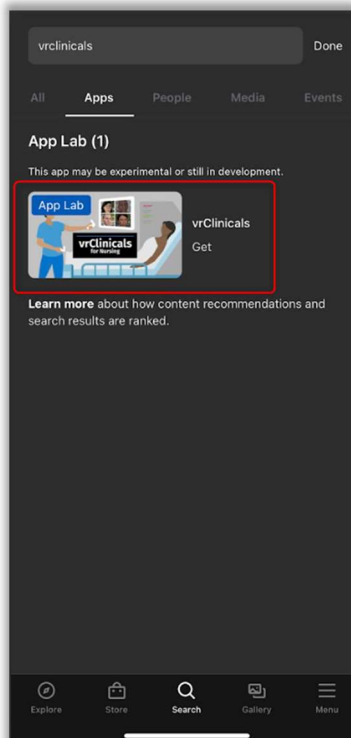 vrclinicals
Done
All Apps People Media Events
App Lab (1)
This app may be experimental or still in development.
App Lab
vrClinicals
for Nursing
vrClinicals
Get
Learn more about how content recommendations and
search results are ranked.
Explore Store Search Gallery Menu